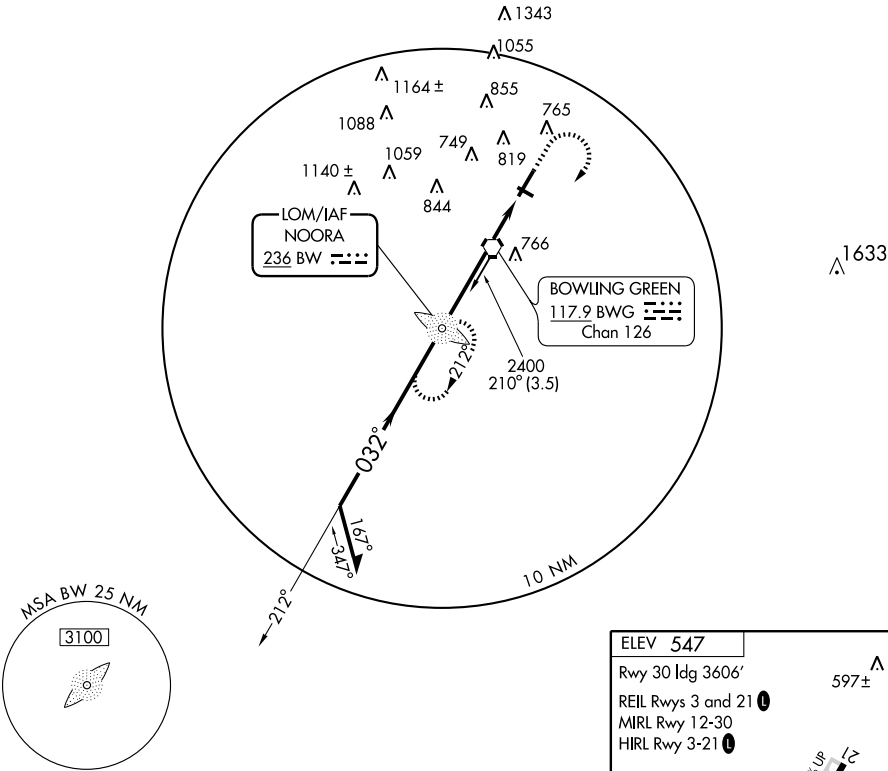 1343
1055
1164 ±
855
1088
765
749
819
1059
1140 ±
844
LOM/IAF
NOORA
236 BW
766
1633
BOWLING GREEN
117.9 BWG
Chan 126
2400
210° (3.5)
212°
032°
167°
347°
212°
10 NM
MSA BW 25 NM
3100
ELEV 547
Rwy 30 ldg 3606'
597±
REIL Rwys 3 and 21 L
MIRL Rwy 12-30
HIRL Rwy 3-21 L
UP
21